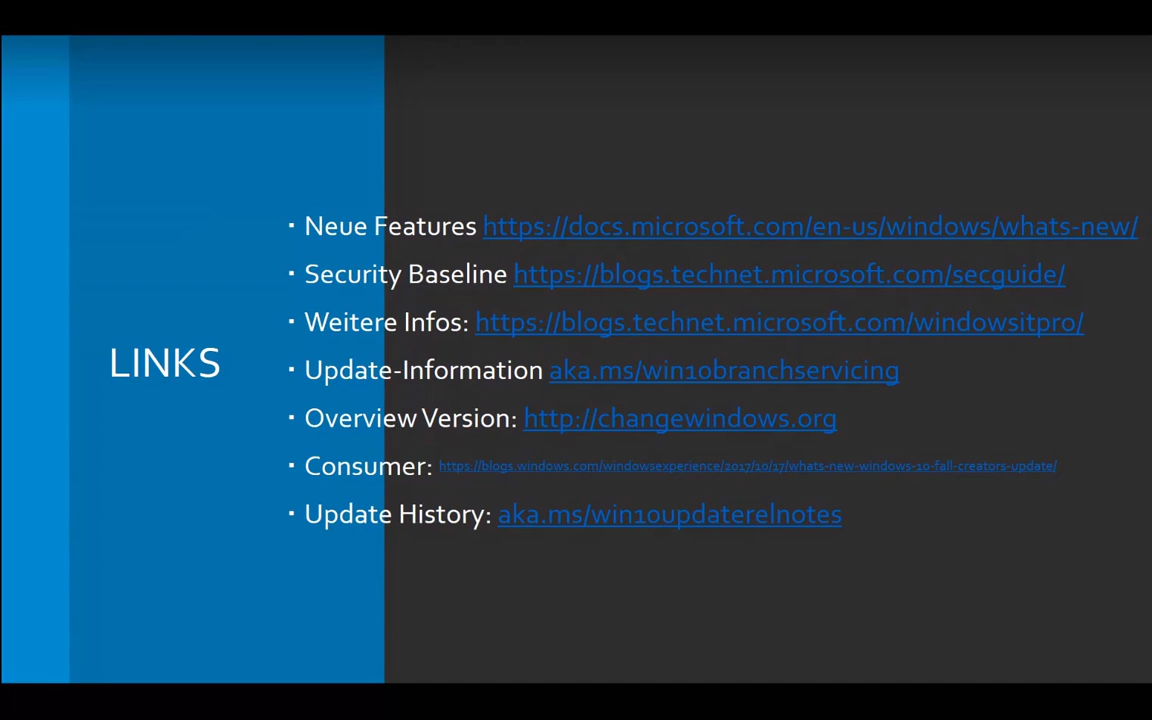 LINKS
▪ Neue Features https://docs.microsoft.com/en-us/windows/whats-new/
▪ Security Baseline https://blogs.technet.microsoft.com/secguide/
▪ Weitere Infos: https://blogs.technet.microsoft.com/windowsitpro/
▪ Update-Information aka.ms/win10branchservicing
▪ Overview Version: http://changewindows.org
▪ Consumer: https://blogs.windows.com/windowsexperience/2017/10/17/whats-new-windows-10-fall-creators-update/
▪ Update History: aka.ms/win10updaterelnotes